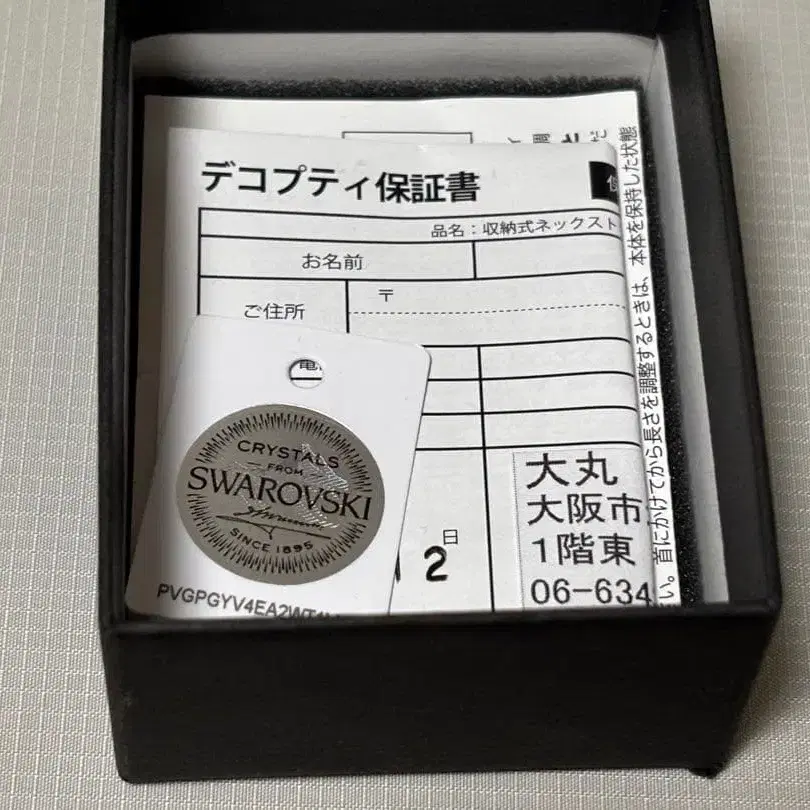 デコプティ保証書
品名：収納式ネックスト
お名前
〒
ご住所
CRYSTALS
FROM
SWAROVSKI
SINCE 1895
PVGPGYV4EA2WT1
日
2
大丸
大阪市
1階東
06-634
い。首にかけてから長さを調整するときは、本体を保持した状態
調